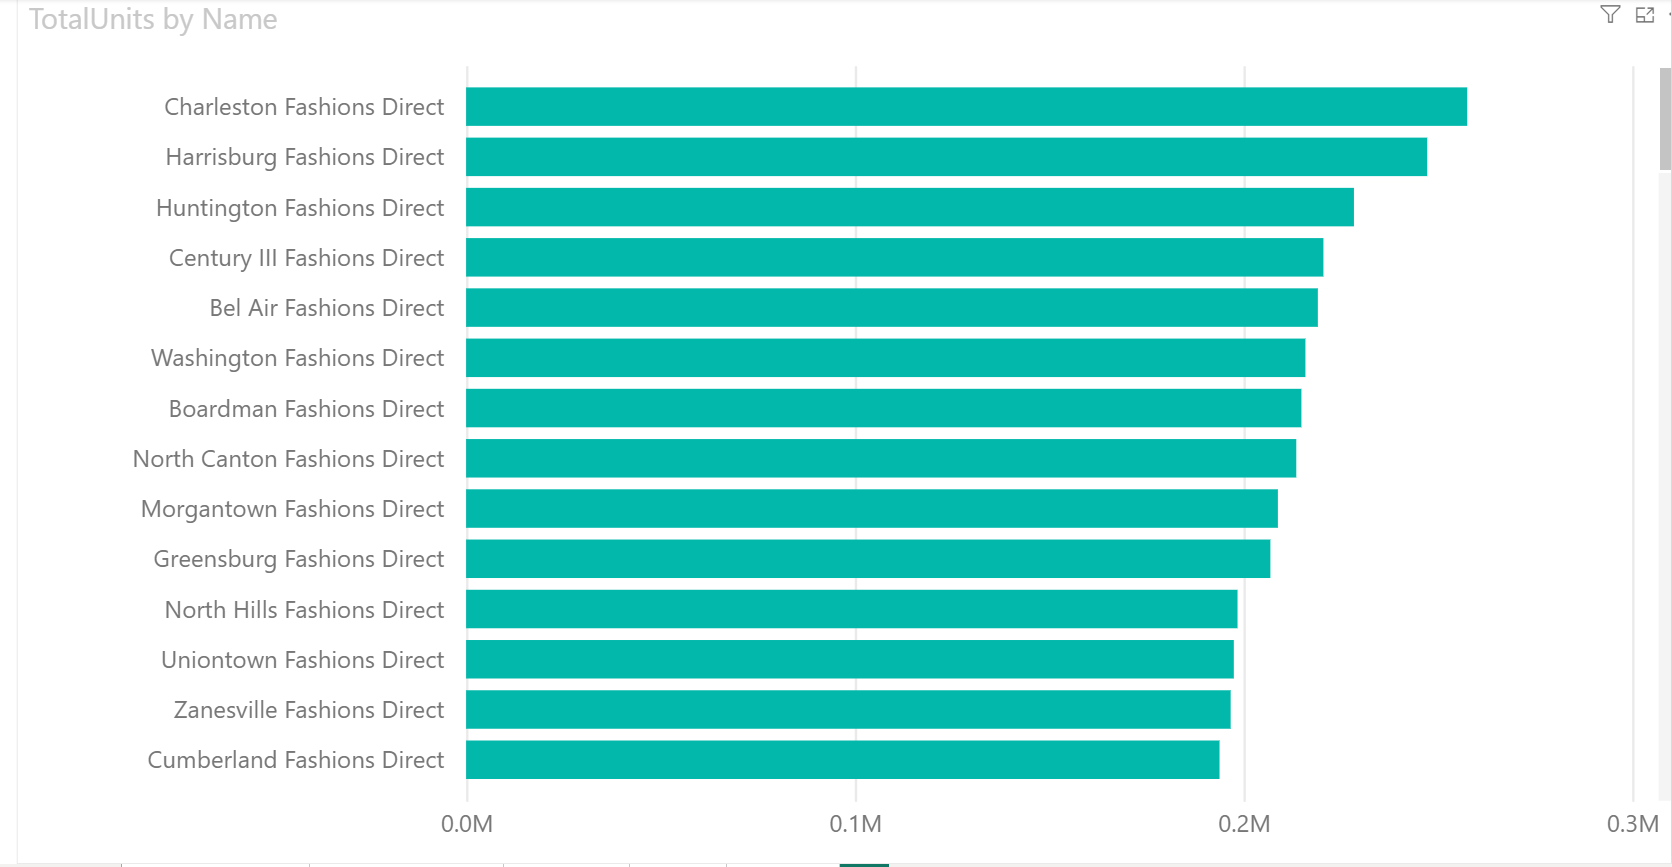 TotalUnits by Name
Charleston Fashions Direct
Harrisburg Fashions Direct
Huntington Fashions Direct
Century III Fashions Direct
Bel Air Fashions Direct
Washington Fashions Direct
Boardman Fashions Direct
North Canton Fashions Direct
Morgantown Fashions Direct
Greensburg Fashions Direct
North Hills Fashions Direct
Uniontown Fashions Direct
Zanesville Fashions Direct
Cumberland Fashions Direct
0.0M 0.1M 0.2M 0.3M